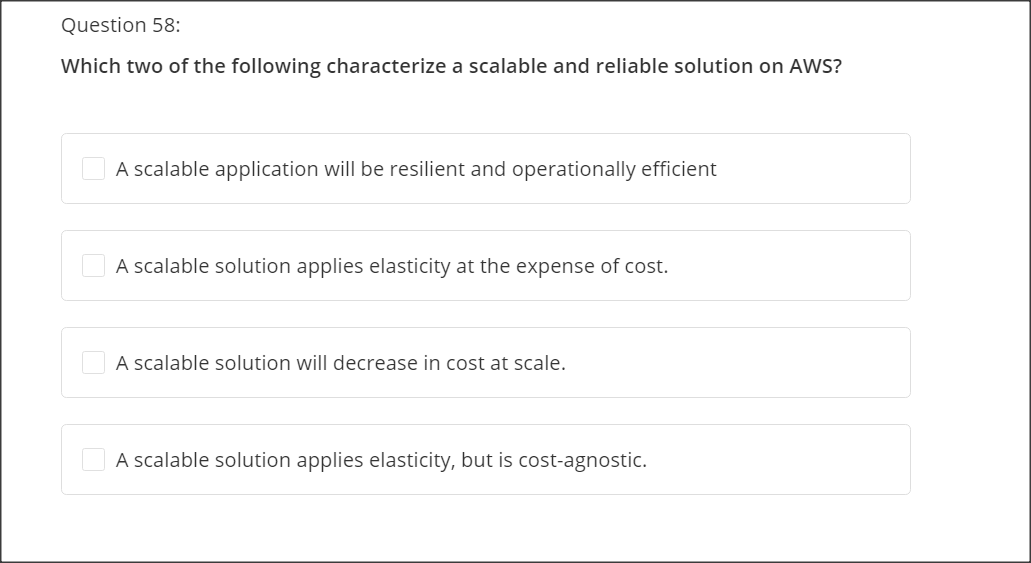 Question 58:
Which two of the following characterize a scalable and reliable solution on AWS?
A scalable application will be resilient and operationally efficient
A scalable solution applies elasticity at the expense of cost.
A scalable solution will decrease in cost at scale.
A scalable solution applies elasticity, but is cost-agnostic.